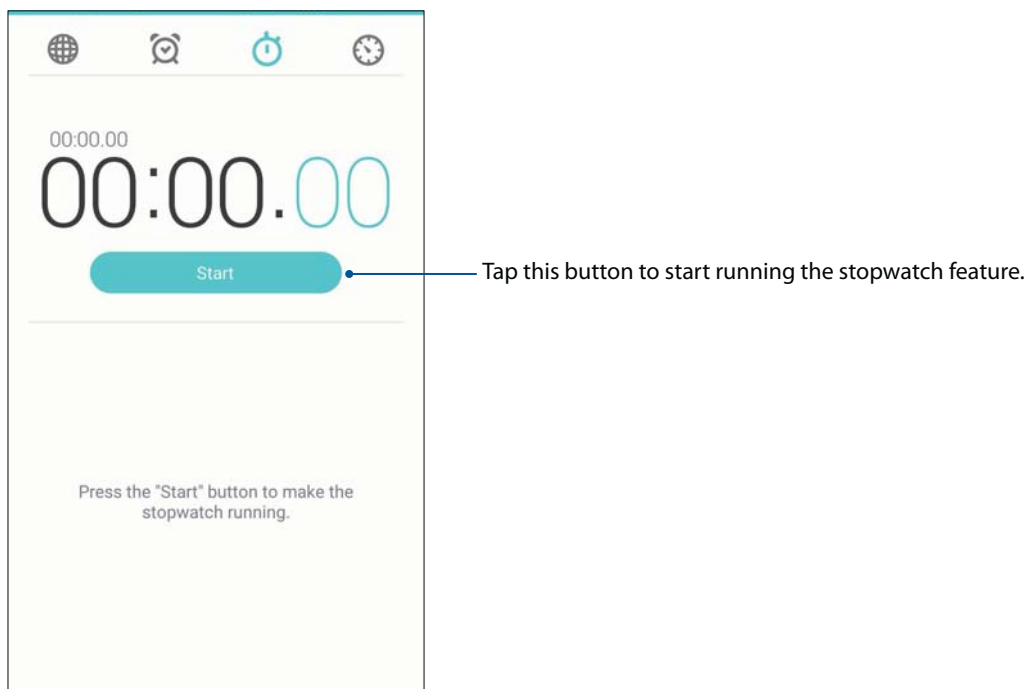 00:00.00
00:00.00
Start
Tap this button to start running the stopwatch feature.
Press the "Start" button to make the
stopwatch running.